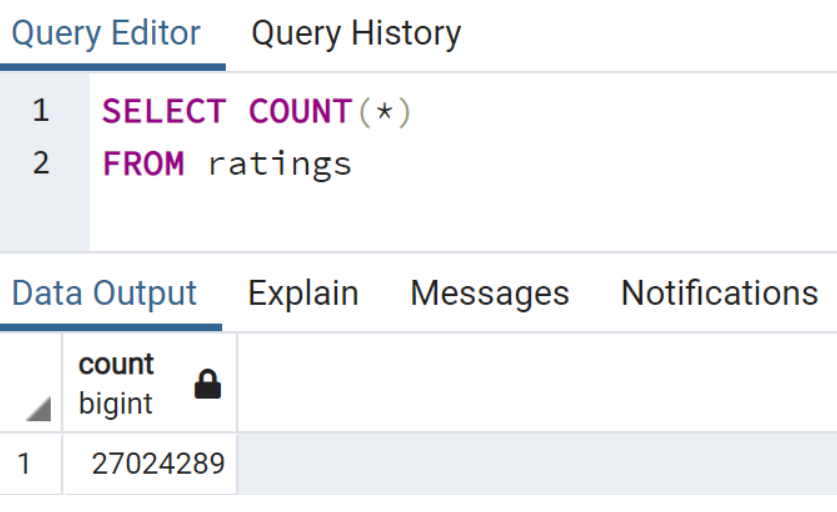 Query Editor Query History
1 SELECT COUNT(*)
2 FROM ratings
Data Output Explain Messages Notifications
count
bigint
1 27024289